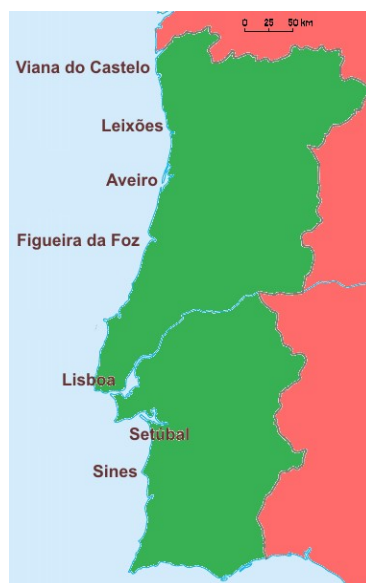 0 25 50 km
Viana do Castelo
Leixões
Aveiro
Figueira da Foz
Lisboa
Setúbal
Sines